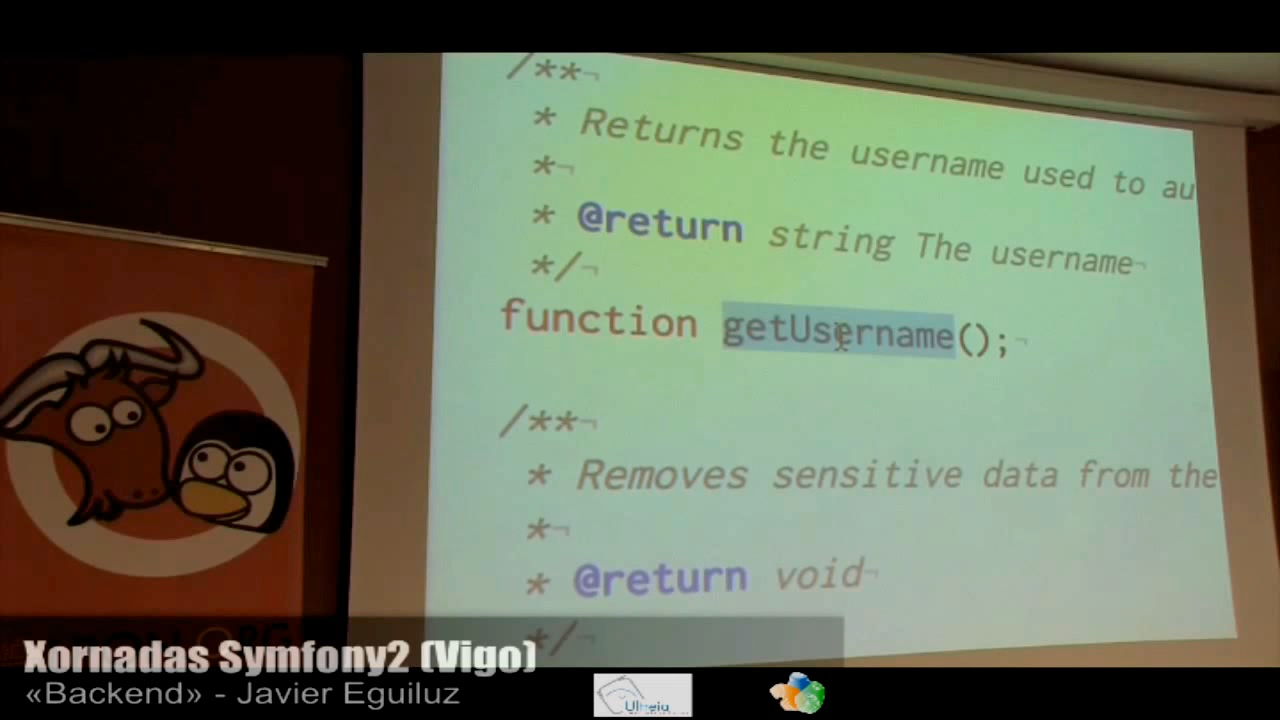 /**¬
* Returns the username used to au
*¬
* @return string The username¬
*/¬
function getUsername();¬
/**¬
* Removes sensitive data from the
*¬
* @return void¬
*/¬
Xornadas Symfony2 (Vigo)
«Backend» - Javier Eguiluz